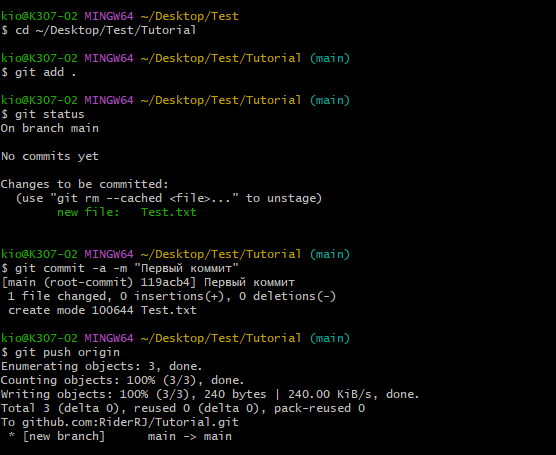 kio@K307-02 MINGW64 ~/Desktop/Test
$ cd ~/Desktop/Test/Tutorial
kio@K307-02 MINGW64 ~/Desktop/Test/Tutorial (main)
$ git add .
kio@K307-02 MINGW64 ~/Desktop/Test/Tutorial (main)
$ git status
On branch main
No commits yet
Changes to be committed:
(use "git rm --cached <file>..." to unstage)
new file:   Test.txt
kio@K307-02 MINGW64 ~/Desktop/Test/Tutorial (main)
$ git commit -a -m "Первый коммит"
[main (root-commit) 119acb4] Первый коммит
1 file changed, 0 insertions(+), 0 deletions(-)
create mode 100644 Test.txt
kio@K307-02 MINGW64 ~/Desktop/Test/Tutorial (main)
$ git push origin
Enumerating objects: 3, done.
Counting objects: 100% (3/3), done.
Writing objects: 100% (3/3), 240 bytes | 240.00 KiB/s, done.
Total 3 (delta 0), reused 0 (delta 0), pack-reused 0
To github.com:RiderRJ/Tutorial.git
* [new branch]      main -> main